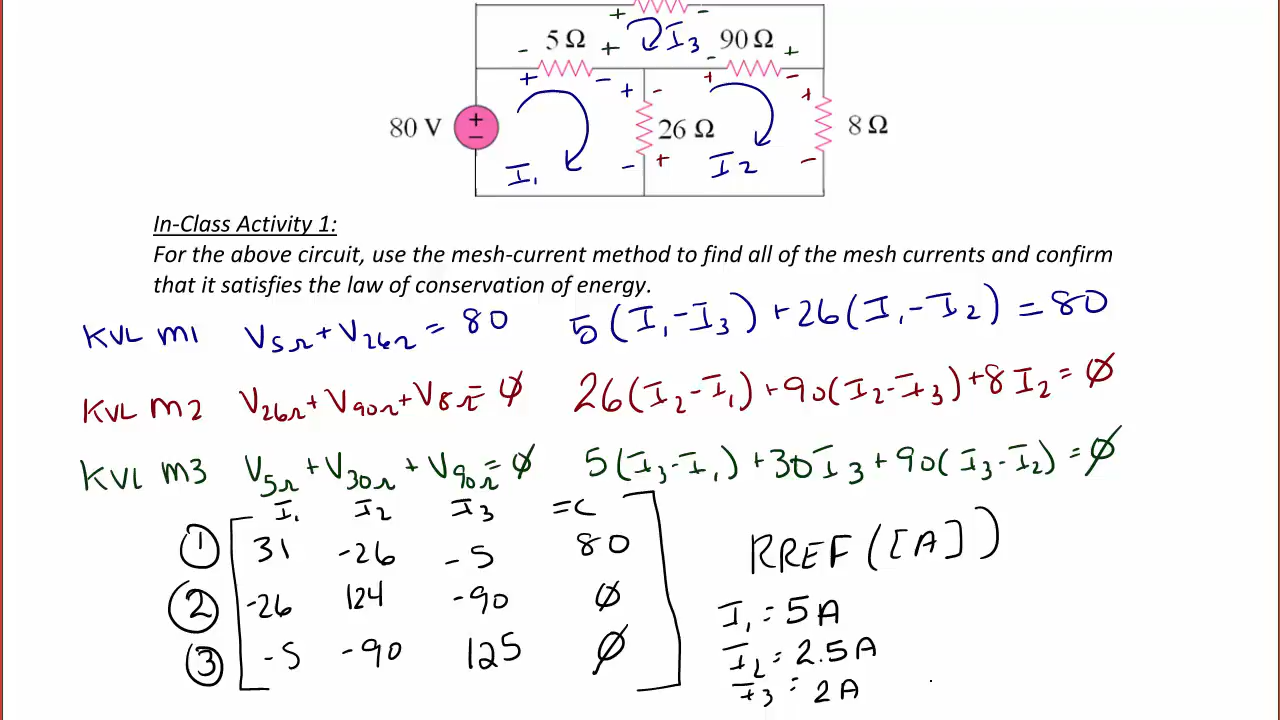 + -
I3
- 5 Ω +
- 90 Ω +
+ - + - + -
80 V + -
+ - 26 Ω - +
+ 8 Ω -
I1
I2
In-Class Activity 1:
For the above circuit, use the mesh-current method to find all of the mesh currents and confirm
that it satisfies the law of conservation of energy.
KVL m1 V5Ω + V26Ω = 80 5(I1-I3) + 26(I1-I2) = 80
KVL m2 V26Ω + V90Ω + V8Ω = ∅ 26(I2-I1) + 90(I2-I3) + 8I2 = ∅
KVL m3 V5Ω + V30Ω + V90Ω = ∅ 5(I3-I1) + 30I3 + 90(I3-I2) = ∅
I1 I2 I3 =C
① 31 -26 -5 80
② -26 124 -90 ∅
③ -5 -90 125 ∅
RREF([A])
I1 = 5A
I2 = 2.5A
I3 = 2A